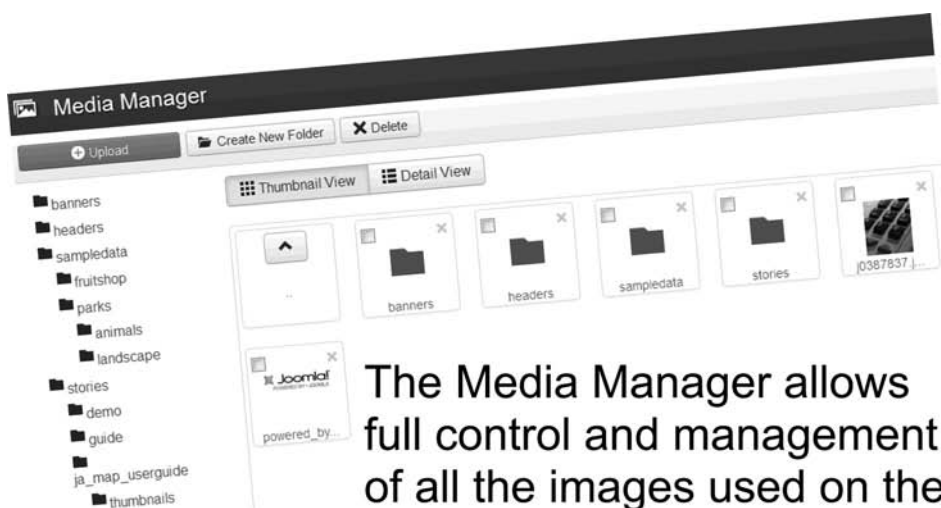 Media Manager
Upload
Create New Folder
Delete
Thumbnail View
Detail View
banners
headers
sampledata
fruitshop
parks
animals
landscape
stories
demo
guide
ja_map_userguide
thumbnails
..
banners
headers
sampledata
stories
j0387837.j...
Joomla!
powered_by...
The Media Manager allows
full control and management
of all the images used on the